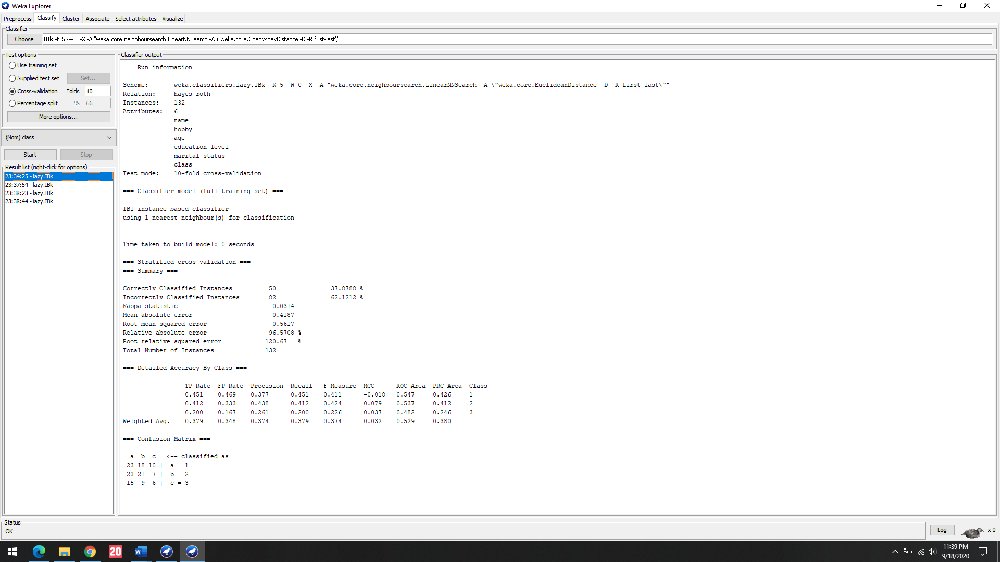 Weka Explorer
Preprocess Classify Cluster Associate Select attributes Visualize
Classifier
Choose IBk -K 5 -W 0 -X -A "weka.core.neighboursearch.LinearNNSearch -A \"weka.core.ChebyshevDistance -D -R first-last\""
Test options
Use training set
Supplied test set Set...
Cross-validation Folds 10
Percentage split % 66
More options...
(Nom) class
Start Stop
Result list (right-click for options)
23:34:25 - lazy.IBk
23:37:54 - lazy.IBk
23:38:23 - lazy.IBk
23:38:44 - lazy.IBk
Classifier output
=== Run information ===
Scheme: weka.classifiers.lazy.IBk -K 5 -W 0 -X -A "weka.core.neighboursearch.LinearNNSearch -A \"weka.core.EuclideanDistance -D -R first-last\""
Relation: hayes-roth
Instances: 132
Attributes: 6
name
hobby
age
education-level
marital-status
class
Test mode: 10-fold cross-validation
=== Classifier model (full training set) ===
IB1 instance-based classifier
using 1 nearest neighbour(s) for classification
Time taken to build model: 0 seconds
=== Stratified cross-validation ===
=== Summary ===
Correctly Classified Instances 50 37.8788 %
Incorrectly Classified Instances 82 62.1212 %
Kappa statistic 0.0314
Mean absolute error 0.4187
Root mean squared error 0.5617
Relative absolute error 96.5708 %
Root relative squared error 120.67 %
Total Number of Instances 132
=== Detailed Accuracy By Class ===
TP Rate FP Rate Precision Recall F-Measure MCC ROC Area PRC Area Class
0.451 0.469 0.377 0.451 0.411 -0.018 0.547 0.426 1
0.412 0.333 0.438 0.412 0.424 0.079 0.537 0.412 2
0.200 0.167 0.261 0.200 0.226 0.037 0.482 0.246 3
Weighted Avg. 0.379 0.348 0.374 0.379 0.374 0.032 0.529 0.380
=== Confusion Matrix ===
a b c <-- classified as
23 18 10 | a = 1
23 21 7 | b = 2
15 9 6 | c = 3
Status
OK
Log x 0
20
W
11:39 PM
9/18/2020